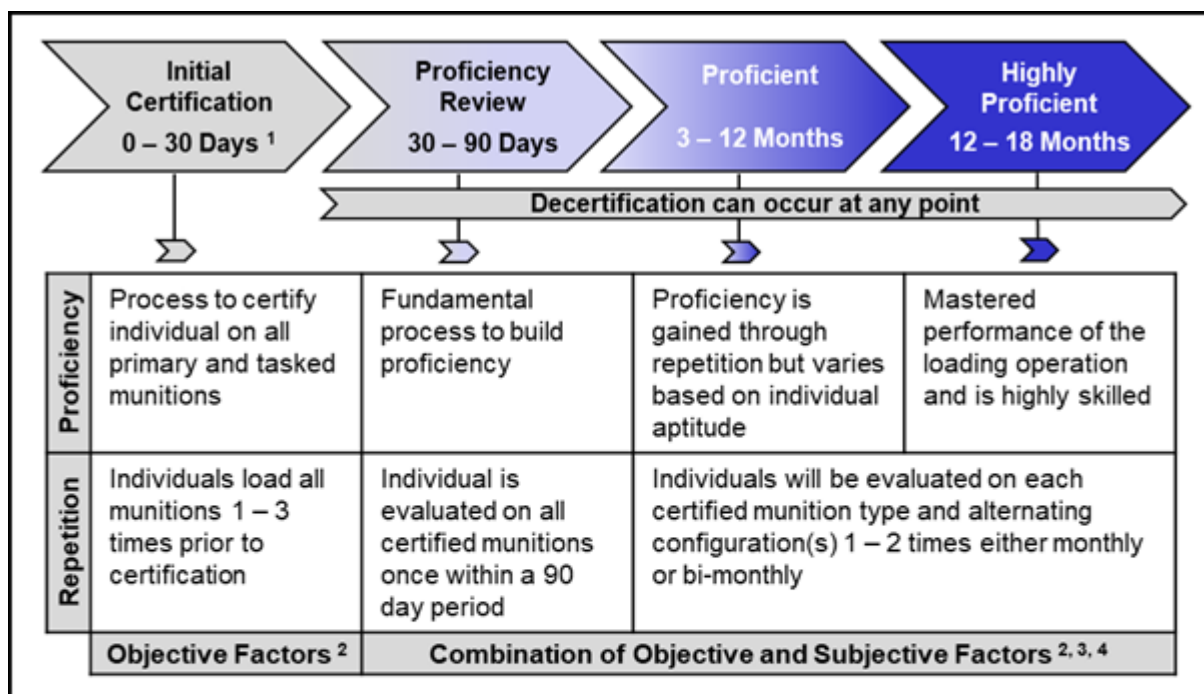 Initial
Certification
0 – 30 Days 1
Proficiency
Review
30 – 90 Days
Proficient
3 – 12 Months
Highly
Proficient
12 – 18 Months
Decertification can occur at any point
Proficiency
Process to certify
individual on all
primary and tasked
munitions
Fundamental
process to build
proficiency
Proficiency is
gained through
repetition but varies
based on individual
aptitude
Mastered
performance of the
loading operation
and is highly skilled
Repetition
Individuals load all
munitions 1 – 3
times prior to
certification
Individual is
evaluated on all
certified munitions
once within a 90
day period
Individuals will be evaluated on each
certified munition type and alternating
configuration(s) 1 – 2 times either monthly
or bi-monthly
Objective Factors 2
Combination of Objective and Subjective Factors 2, 3, 4